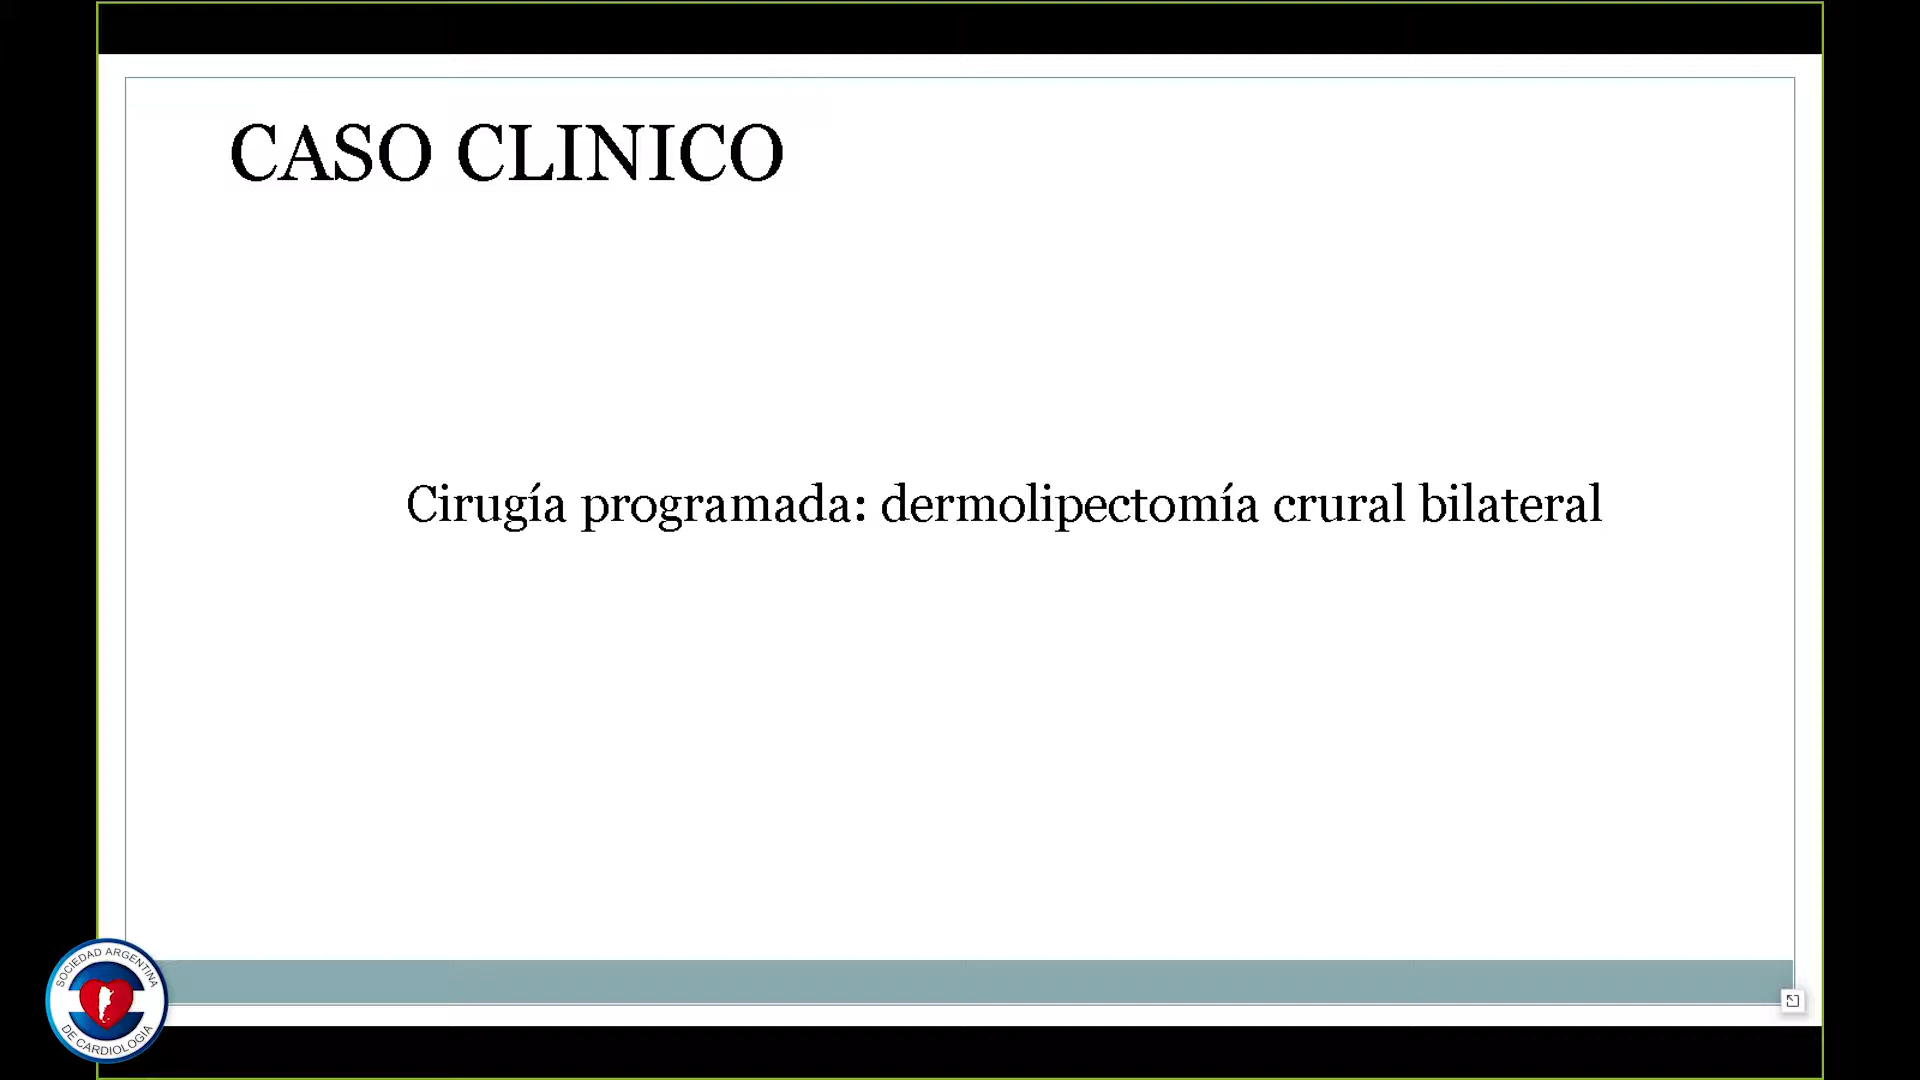 CASO CLINICO
Cirugía programada: dermolipectomía crural bilateral
SOCIEDAD ARGENTINA
DE CARDIOLOGIA